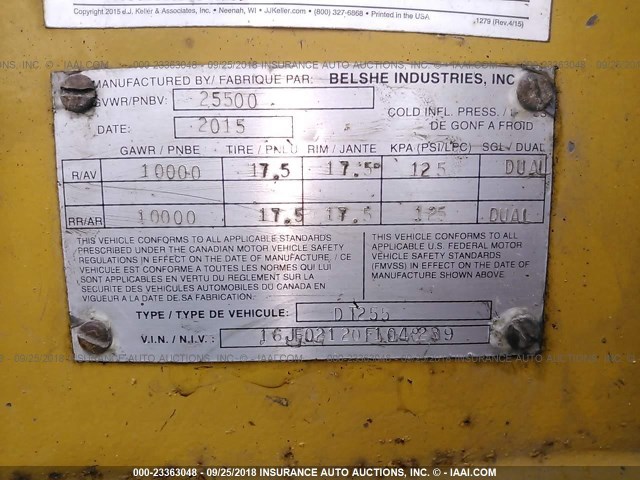 Copyright 2015 J. J. Keller & Associates, Inc. • Neenah, WI • JJKeller.com • (800) 327-6868 • Printed in the USA
1279 (Rev. 4/15)
MANUFACTURED BY/ FABRIQUE PAR: BELSHE INDUSTRIES, INC
GVWR/PNBV: 25500
COLD INFL. PRESS. /
DE GONF A FROID
DATE: 2015
GAWR / PNBE TIRE / PNEU RIM / JANTE KPA (PSI/LPC) SGL / DUAL
R/AV 10000 17.5 17.5 125 DUAL
RR/AR 10000 17.5 17.5 125 DUAL
THIS VEHICLE CONFORMS TO ALL APPLICABLE STANDARDS
PRESCRIBED UNDER THE CANADIAN MOTOR VEHICLE SAFETY
REGULATIONS IN EFFECT ON THE DATE OF MANUFACTURE. / CE
VEHICULE EST CONFORME A TOUTES LES NORMES QUI LUI SONT
APPLICABLES EN VERTU DU REGLEMENT SUR LA
SECURITE DES VEHICULES AUTOMOBILES DU CANADA EN
VIGUEUR A LA DATE DE SA FABRICATION.
THIS VEHICLE CONFORMS TO ALL
APPLICABLE U.S. FEDERAL MOTOR
VEHICLE SAFETY STANDARDS
(FMVSS) IN EFFECT ON THE DATE OF
MANUFACTURE SHOWN ABOVE.
TYPE / TYPE DE VEHICULE: DT255
V.I.N. / N.I.V. :
000-23363048 - 09/25/2018 - INSURANCE AUTO AUCTIONS, INC. - © IAAI.COM